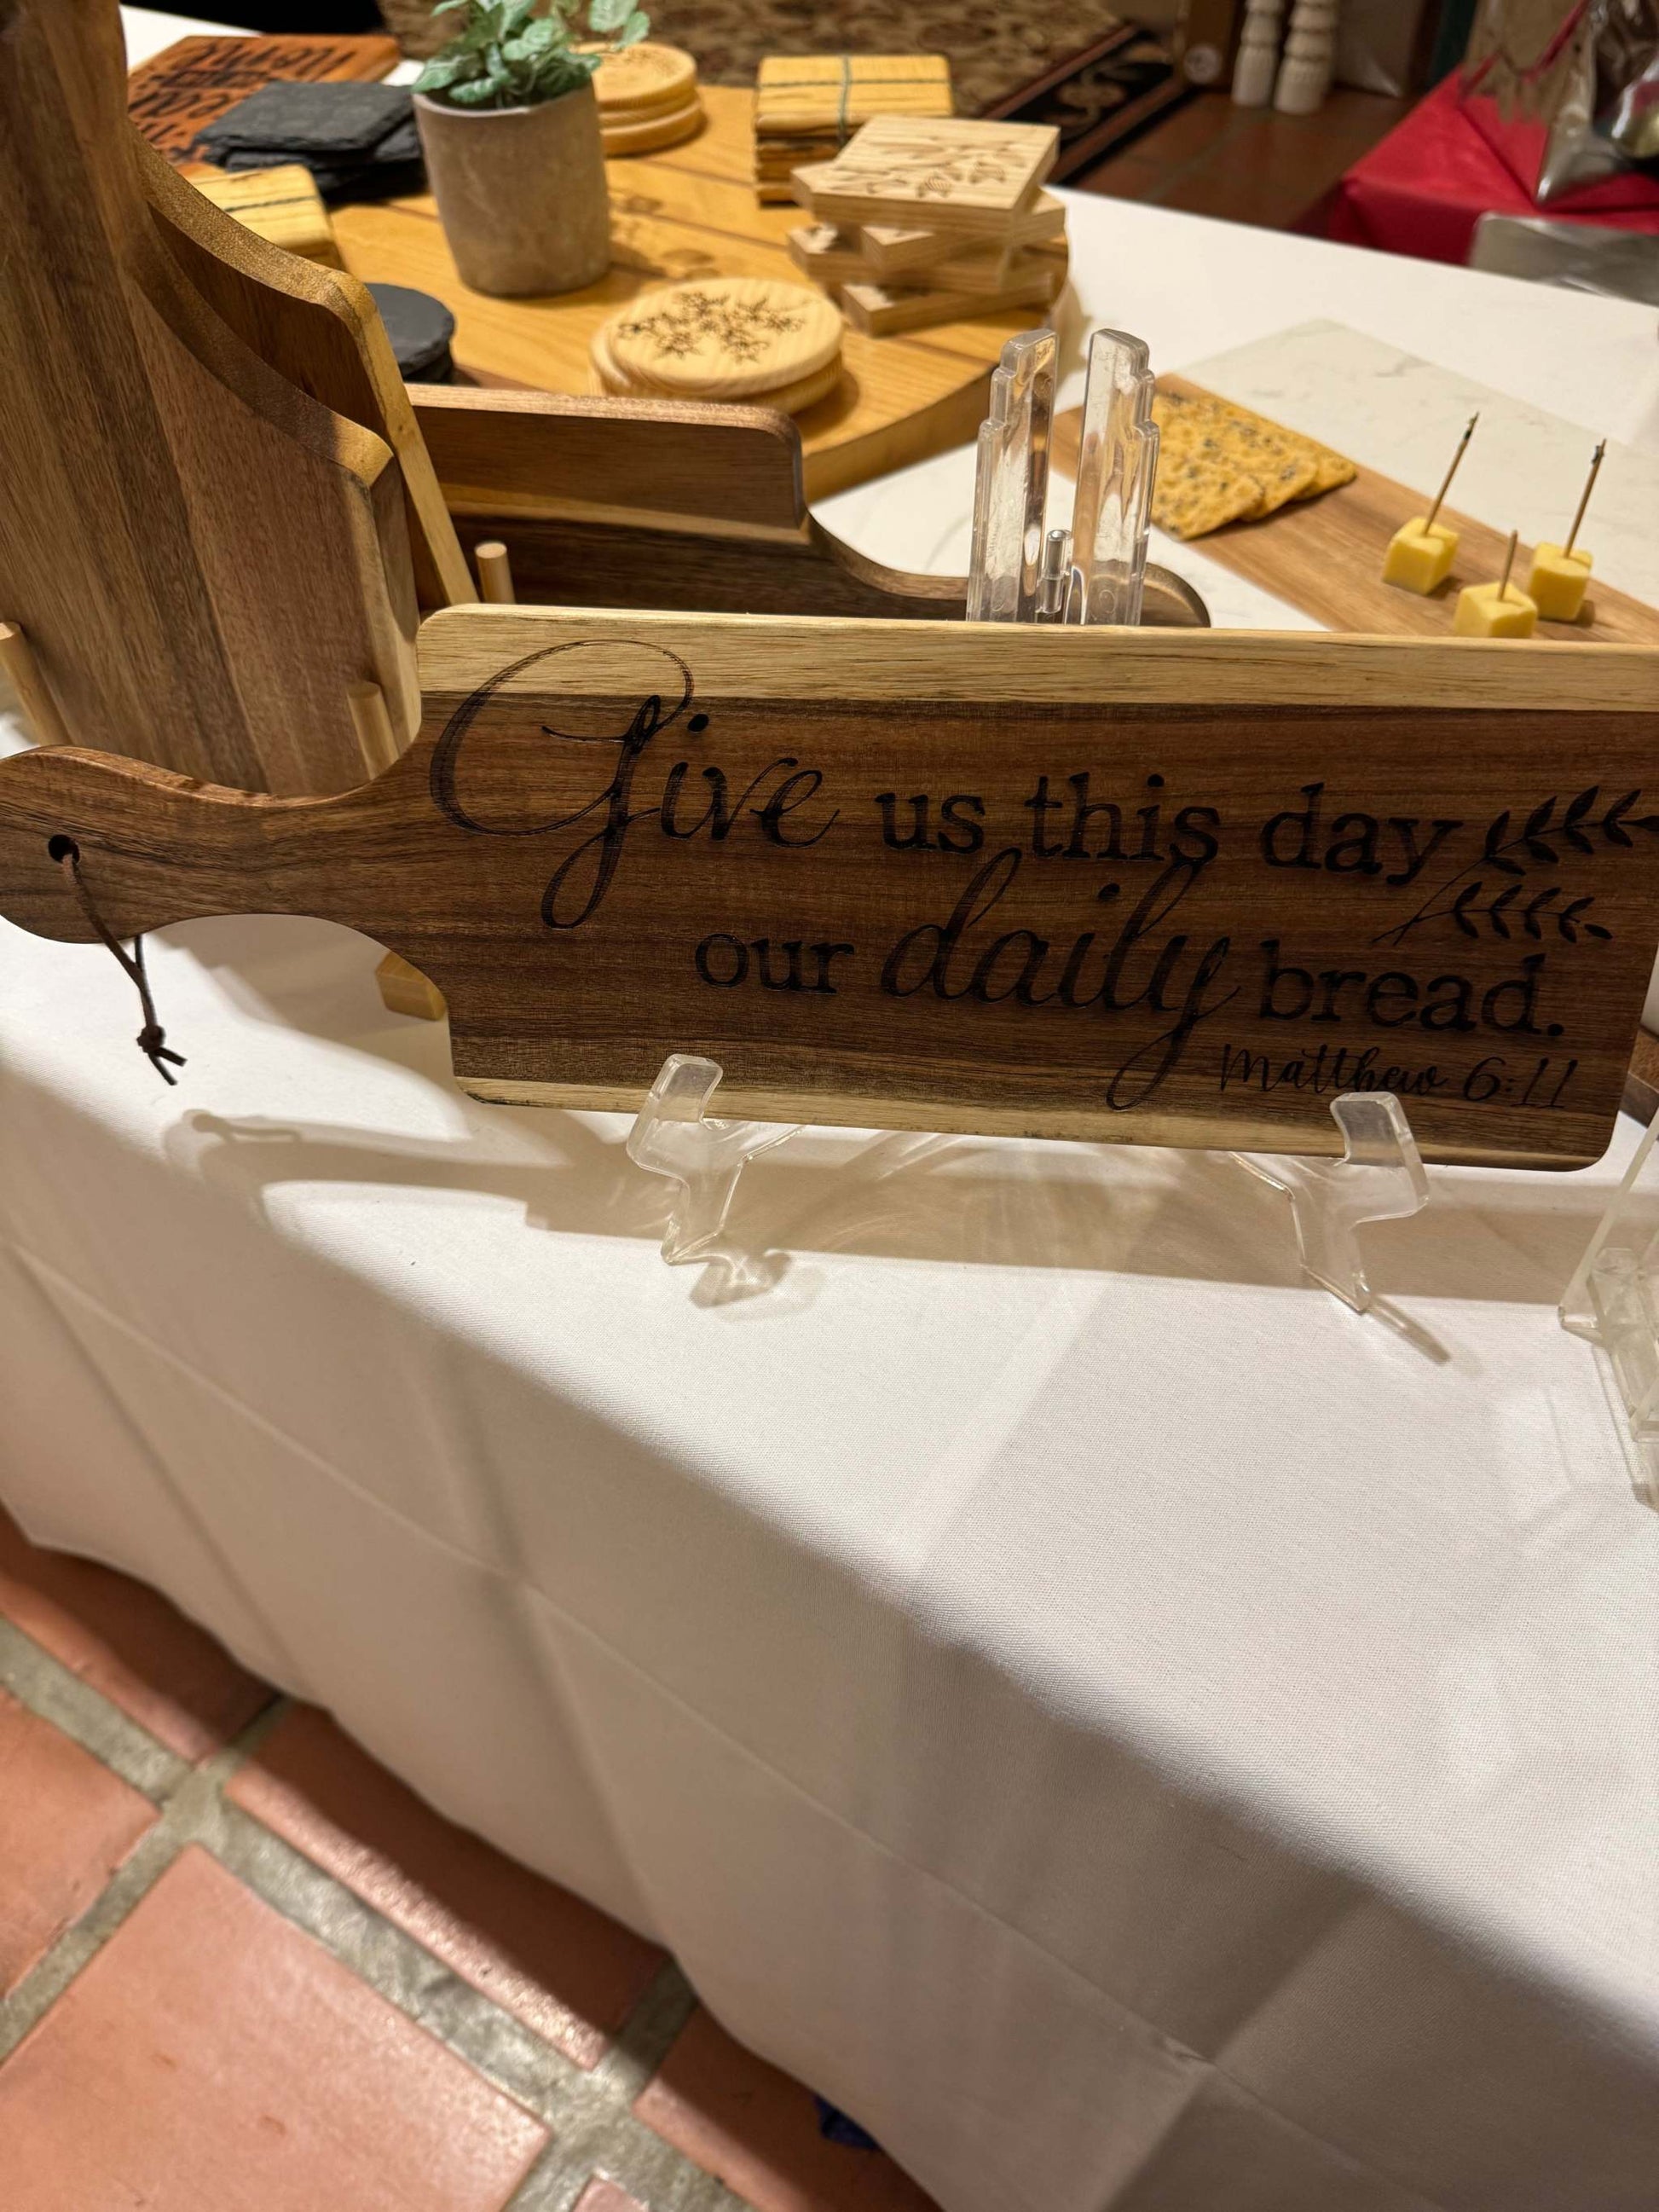 Give us this day
our daily bread.
Matthew 6:11